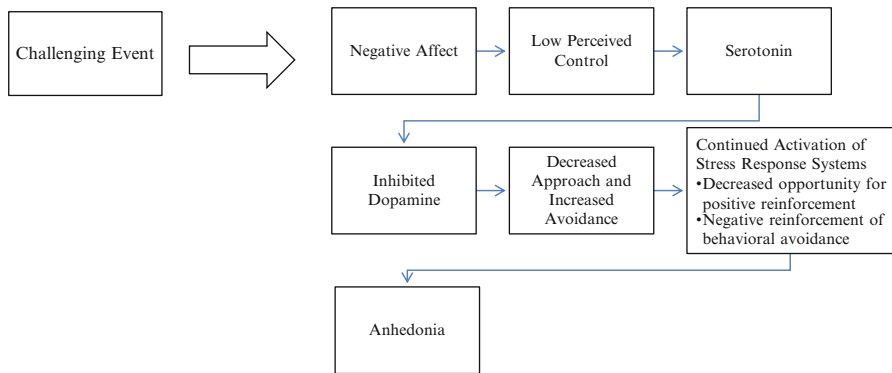 Challenging Event
Negative Affect
Low Perceived
Control
Serotonin
Inhibited
Dopamine
Decreased
Approach and
Increased
Avoidance
Continued Activation of
Stress Response Systems
•Decreased opportunity for
positive reinforcement
•Negative reinforcement of
behavioral avoidance
Anhedonia